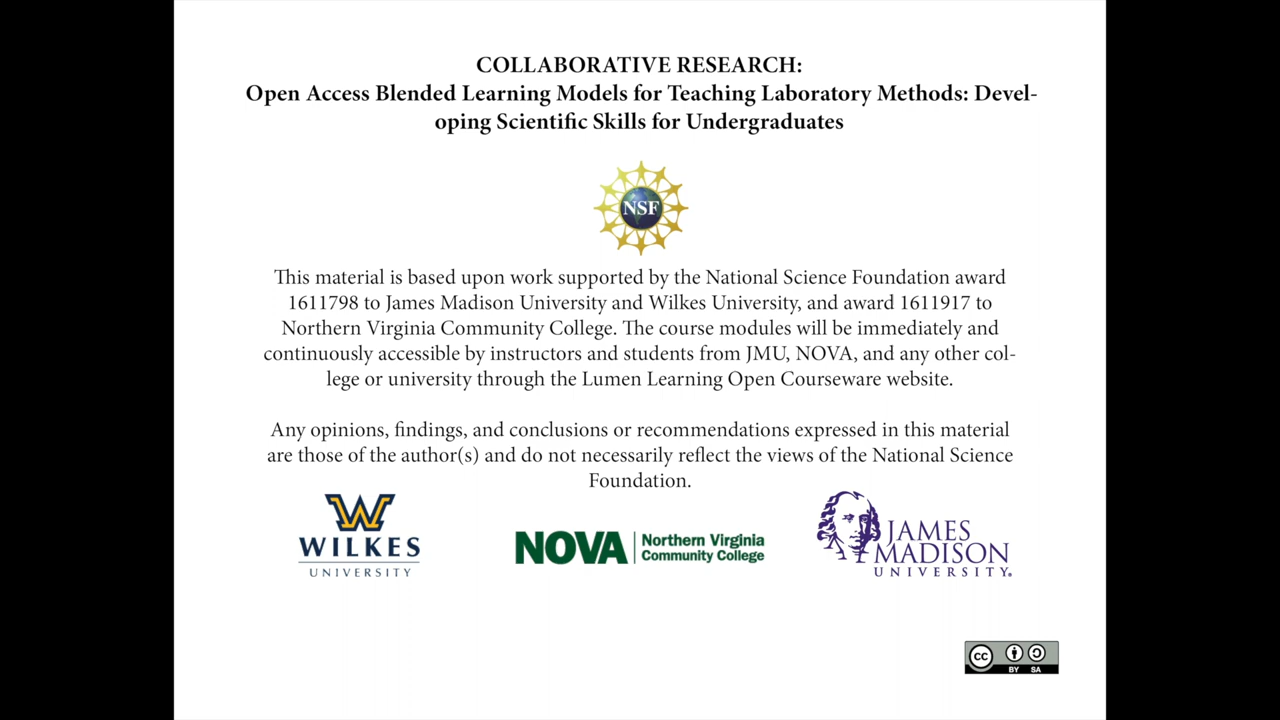 COLLABORATIVE RESEARCH:
Open Access Blended Learning Models for Teaching Laboratory Methods: Devel-
oping Scientific Skills for Undergraduates
NSF
This material is based upon work supported by the National Science Foundation award
1611798 to James Madison University and Wilkes University, and award 1611917 to
Northern Virginia Community College. The course modules will be immediately and
continuously accessible by instructors and students from JMU, NOVA, and any other col-
lege or university through the Lumen Learning Open Courseware website.
Any opinions, findings, and conclusions or recommendations expressed in this material
are those of the author(s) and do not necessarily reflect the views of the National Science
Foundation.
W
WILKES
UNIVERSITY
NOVA
Northern Virginia
Community College
JAMES
MADISON
UNIVERSITY.
cc
BY SA